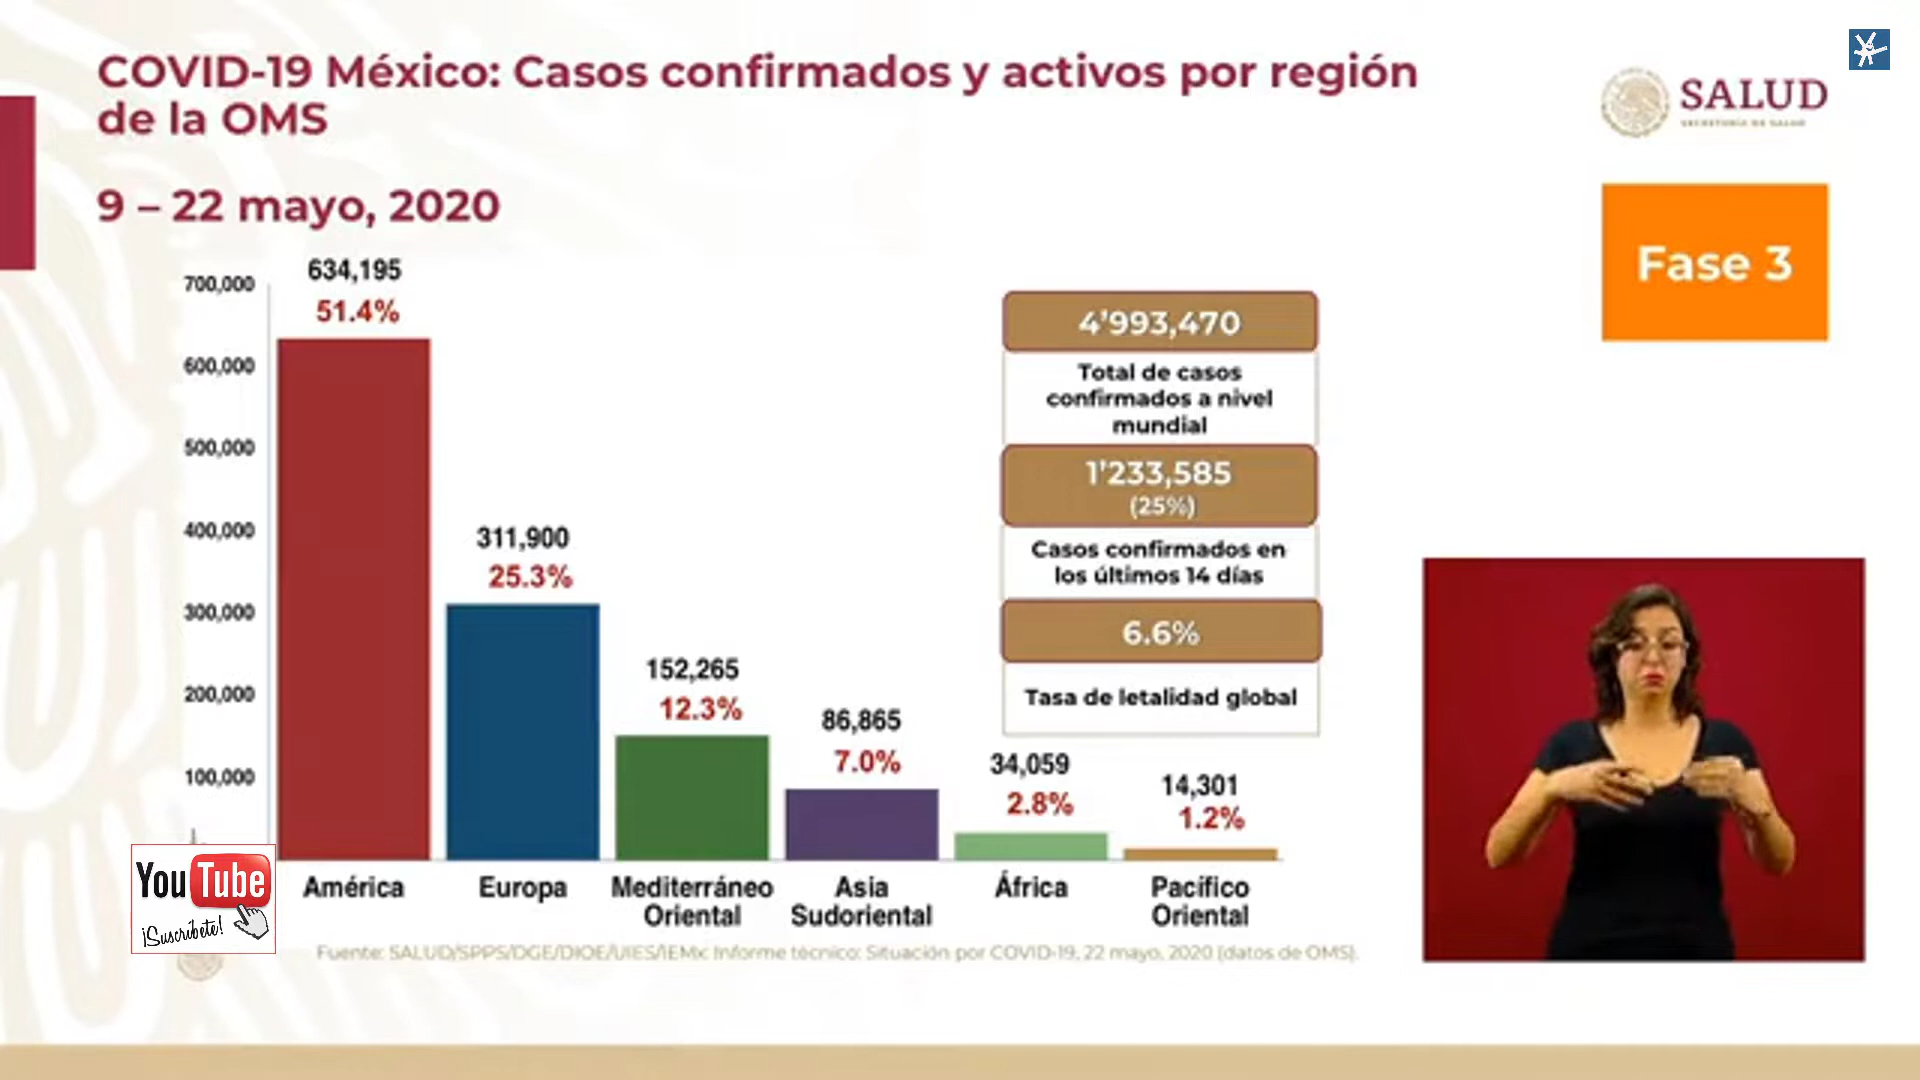 COVID-19 México: Casos confirmados y activos por región
de la OMS
9 – 22 mayo, 2020
SALUD
SECRETARÍA DE SALUD
Fase 3
700,000
600,000
500,000
400,000
300,000
200,000
100,000
634,195
51.4%
311,900
25.3%
152,265
12.3%
86,865
7.0%
34,059
2.8%
14,301
1.2%
4'993,470
Total de casos
confirmados a nivel
mundial
1'233,585
(25%)
Casos confirmados en
los últimos 14 días
6.6%
Tasa de letalidad global
América
Europa
Mediterráneo
Oriental
Asia
Sudoriental
África
Pacífico
Oriental
YouTube
¡Suscríbete!
Fuente: SALUD/SPPS/DGE/DIOE/UIES/IEMx: Informe técnico: Situación por COVID-19, 22 mayo, 2020 (datos de OMS).